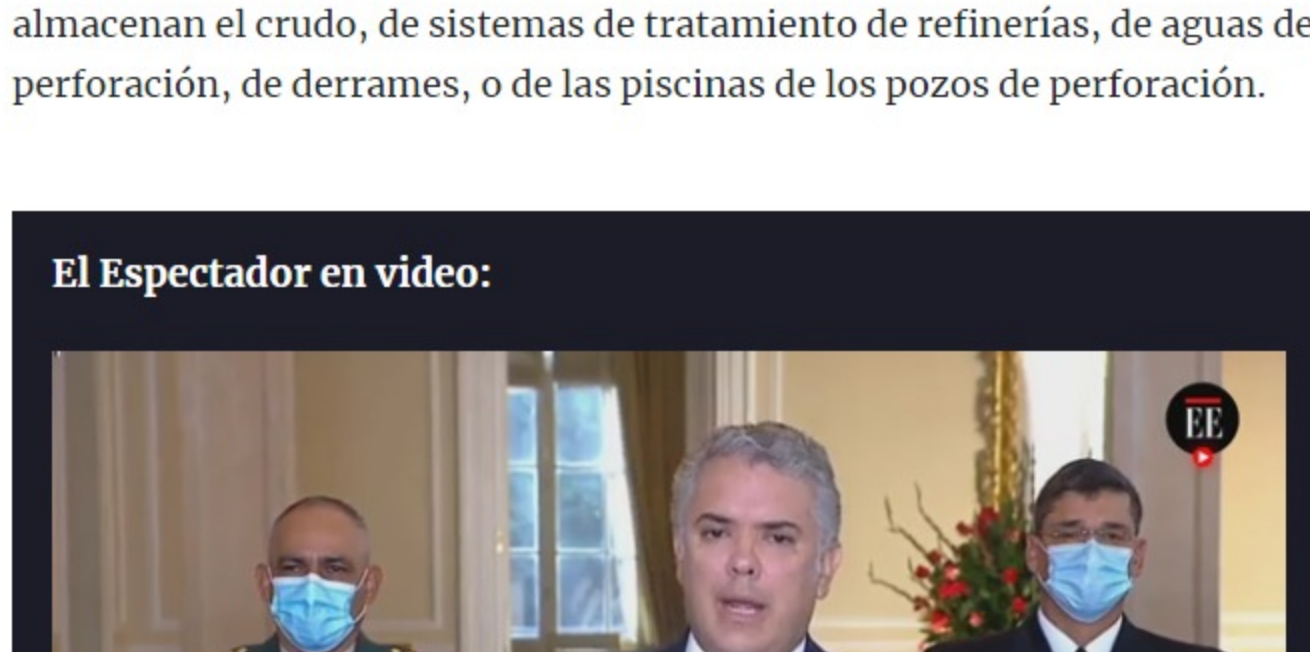 almacenan el crudo, de sistemas de tratamiento de refinerías, de aguas de
perforación, de derrames, o de las piscinas de los pozos de perforación.
El Espectador en video:
EE